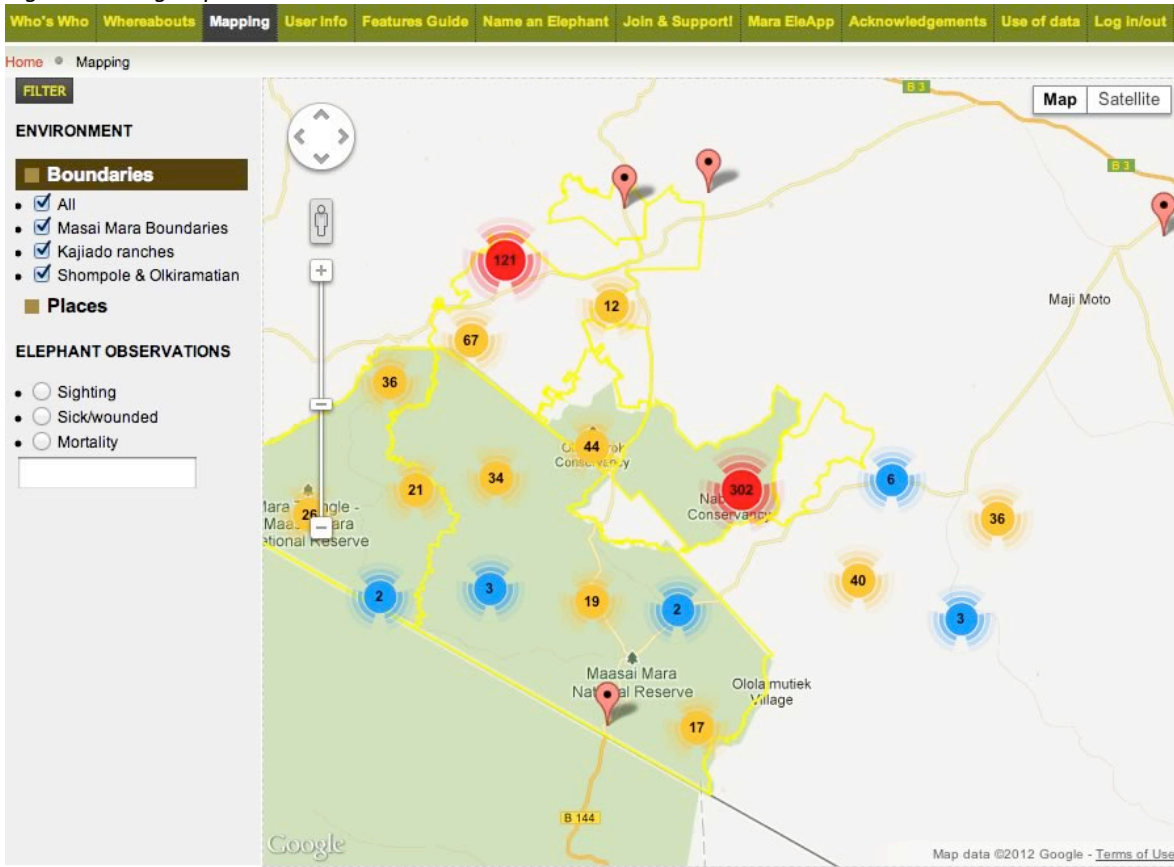 Who's Who Whereabouts Mapping User Info Features Guide Name an Elephant Join & Support! Mara EleApp Acknowledgements Use of data Log in/out
Home Mapping
FILTER
ENVIRONMENT
Boundaries
All
Masai Mara Boundaries
Kajiado ranches
Shompole & Olkiramatian
Places
ELEPHANT OBSERVATIONS
Sighting
Sick/wounded
Mortality
B 3
Map Satellite
B 3
121
12
Maji Moto
67
36
44
Conservancy
34
21
302
Conservancy
6
36
26
National Reserve
40
2
3
19
2
3
Maasai Mara
National Reserve
Ololamutiek
Village
17
B 144
Google
Map data ©2012 Google - Terms of Use